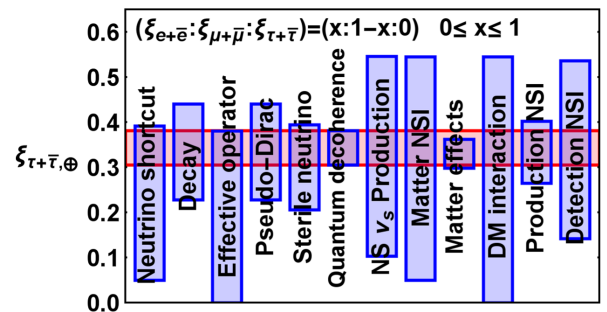 (ξe+e̅:ξμ+μ̅:ξτ+τ̅)=(x:1−x:0) 0≤ x≤ 1
0.6
0.5
0.4
0.3
0.2
0.1
0.0
ξτ+τ̅,⊕
Neutrino shortcut
Decay
Effective operator
Pseudo−Dirac
Sterile neutrino
Quantum decoherence
NS νs Production
Matter NSI
Matter effects
DM interaction
Production NSI
Detection NSI